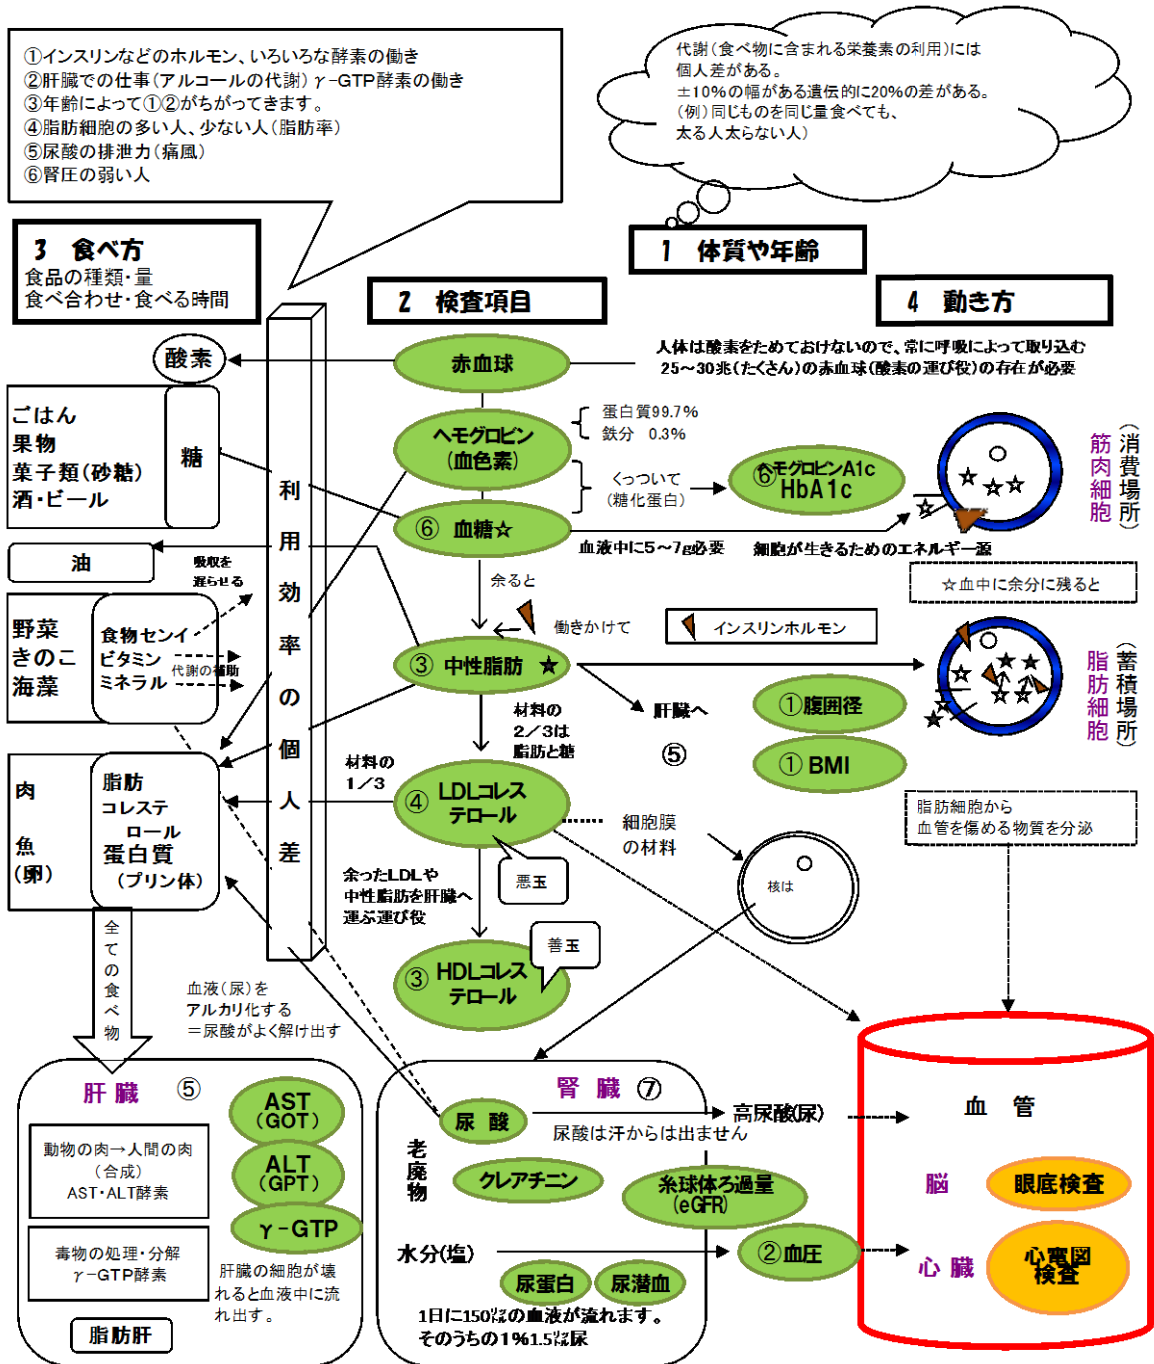 ①インスリンなどのホルモン、いろいろな酵素の働き
②肝臓での仕事(アルコールの代謝)γ-GTP酵素の働き
③年齢によって①②がちがってきます。
④脂肪細胞の多い人、少ない人(脂肪率)
⑤尿酸の排泄力(痛風)
⑥腎圧の弱い人
代謝(食べ物に含まれる栄養素の利用)には
個人差がある。
±10%の幅がある遺伝的に20%の差がある。
(例)同じものを同じ量食べても、
太る人太らない人)
3 食べ方
食品の種類・量
食べ合わせ・食べる時間
1 体質や年齢
2 検査項目
4 動き方
酸素
赤血球
人体は酸素をためておけないので、常に呼吸によって取り込む
25～30兆(たくさん)の赤血球(酸素の運び役)の存在が必要
ごはん
果物
菓子類(砂糖)
酒・ビール
糖
利用効率の個人差
ヘモグロビン
(血色素)
蛋白質99.7%
鉄分 0.3%
くっついて
(糖化蛋白)
⑥ヘモグロビンA1c
HbA1c
筋肉細胞
(消費場所)
⑥ 血糖☆
血液中に5～7g必要
細胞が生きるためのエネルギー源
油
吸収を
遅らせる
余ると
☆血中に余分に残ると
野菜
きのこ
海藻
食物センイ
ビタミン
ミネラル
代謝の補助
働きかけて
インスリンホルモン
③ 中性脂肪 ☆
肝臓へ
⑤
①腹囲径
①BMI
脂肪細胞
(蓄積場所)
材料の
2/3は
脂肪と糖
材料の
1/3
肉
魚
(卵)
脂肪
コレステ
ロール
蛋白質
(プリン体)
④ LDLコレス
テロール
細胞膜
の材料
脂肪細胞から
血管を傷める物質を分泌
悪玉
核は
余ったLDLや
中性脂肪を肝臓へ
運ぶ運び役
善玉
③ HDLコレス
テロール
全ての食べ物
血液(尿)を
アルカリ化する
=尿酸がよく解け出す
肝臓 ⑤
AST
(GOT)
ALT
(GPT)
γ-GTP
動物の肉→人間の肉
(合成)
AST・ALT酵素
毒物の処理・分解
γ-GTP酵素
肝臓の細胞が壊
れると血液中に流
れ出す。
脂肪肝
腎臓 ⑦
尿酸
高尿酸(尿)
尿酸は汗からは出ません
老廃物
クレアチニン
糸球体ろ過量
(eGFR)
水分(塩)
②血圧
尿蛋白
尿潜血
1日に150㍑の血液が流れます。
そのうちの1%1.5㍑尿
血管
脳
眼底検査
心臓
心電図
検査